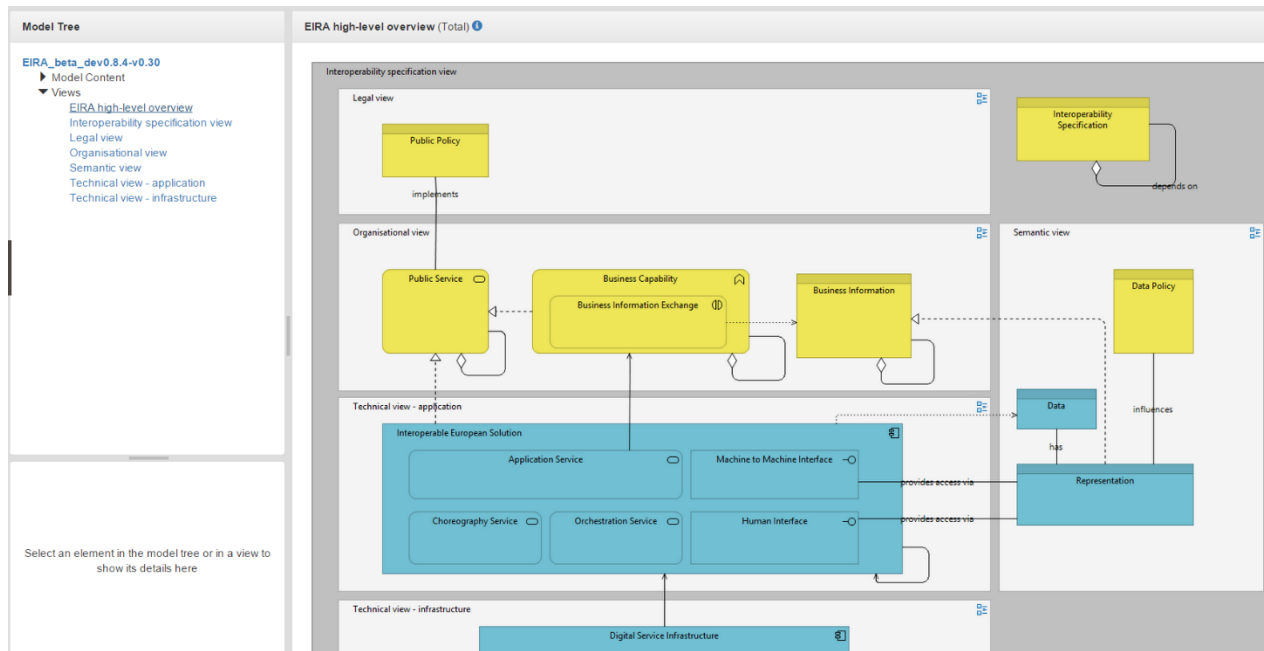 Model Tree
EIRA_beta_dev0.8.4-v0.30
Model Content
Views
EIRA high-level overview
Interoperability specification view
Legal view
Organisational view
Semantic view
Technical view - application
Technical view - infrastructure
Select an element in the model tree or in a view to
show its details here
EIRA high-level overview (Total)
Interoperability specification view
Legal view
Public Policy
implements
Interoperability
Specification
depends on
Organisational view
Public Service
Business Capability
Business Information Exchange
Business Information
Semantic view
Data Policy
Data
influences
has
Representation
Technical view - application
Interoperable European Solution
Application Service
Machine to Machine Interface
provides access via
Choreography Service
Orchestration Service
Human Interface
provides access via
Technical view - infrastructure
Digital Service Infrastructure